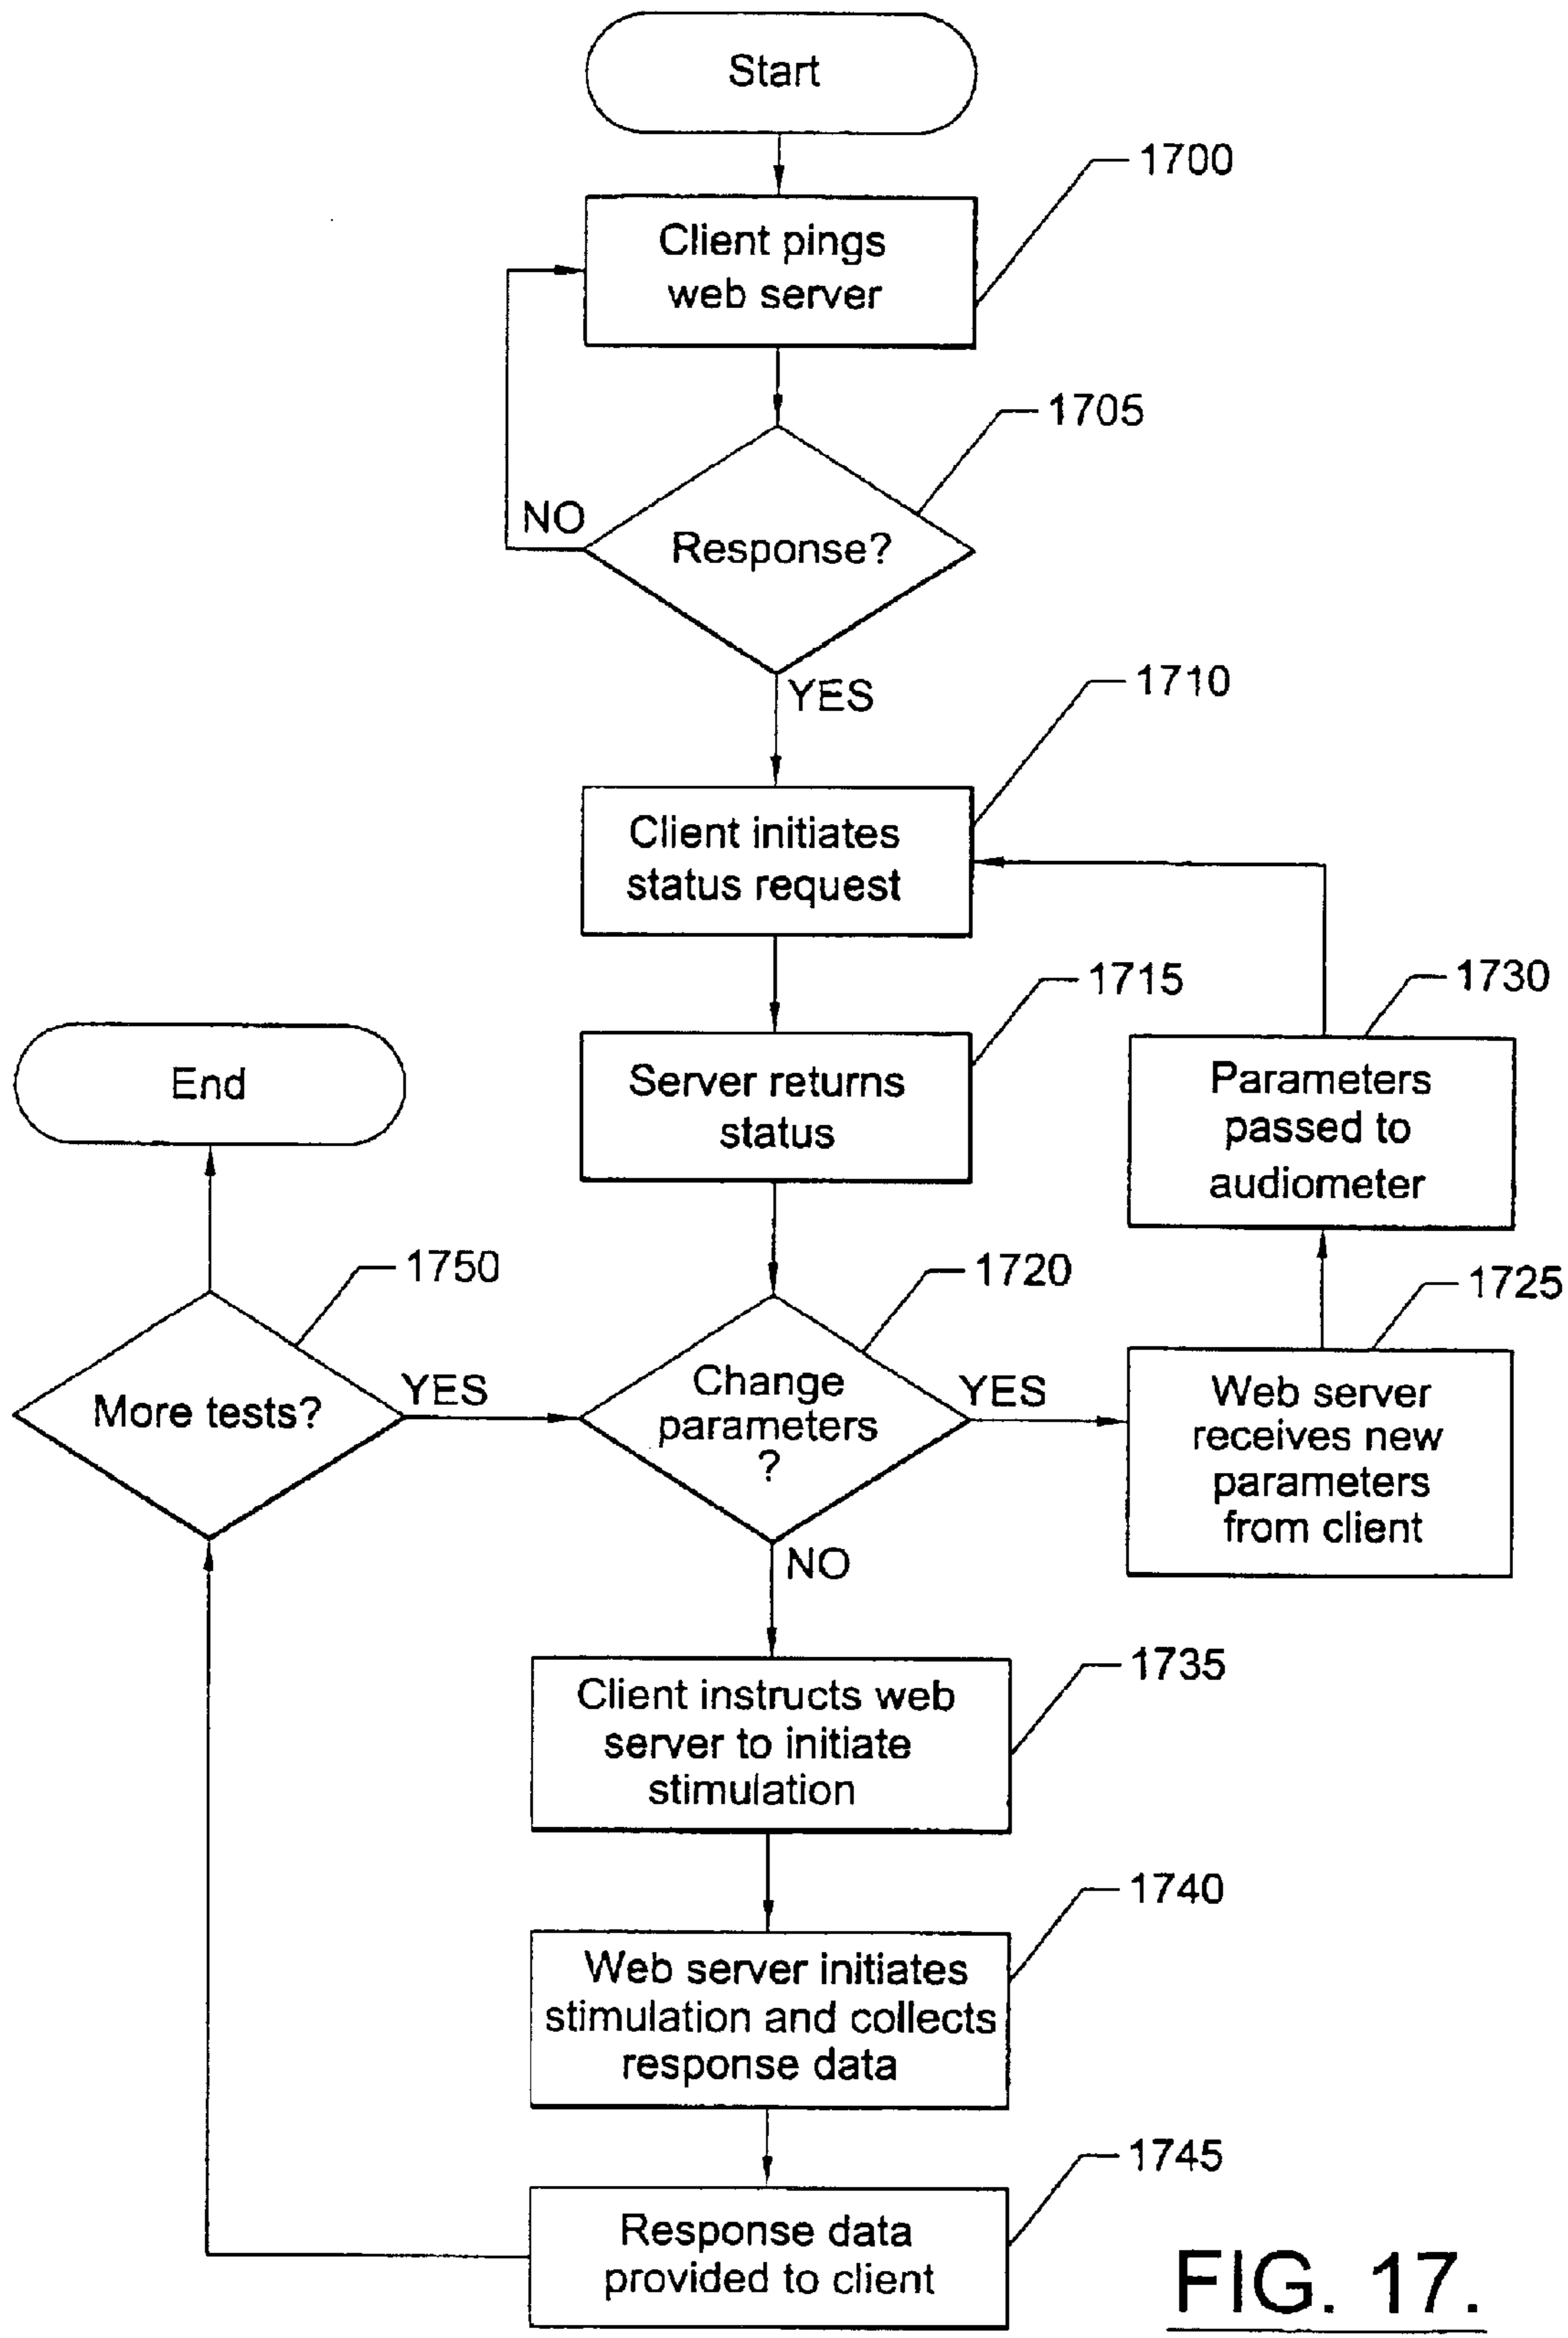 Start
1700
Client pings
web server
1705
NO
Response?
YES
1710
Client initiates
status request
1715
1730
Server returns
status
End
Parameters
passed to
audiometer
1750
1720
1725
More tests?
YES
Change
parameters
?
YES
Web server
receives new
parameters
from client
NO
1735
Client instructs web
server to initiate
stimulation
1740
Web server initiates
stimulation and collects
response data
1745
Response data
provided to client
FIG. 17.